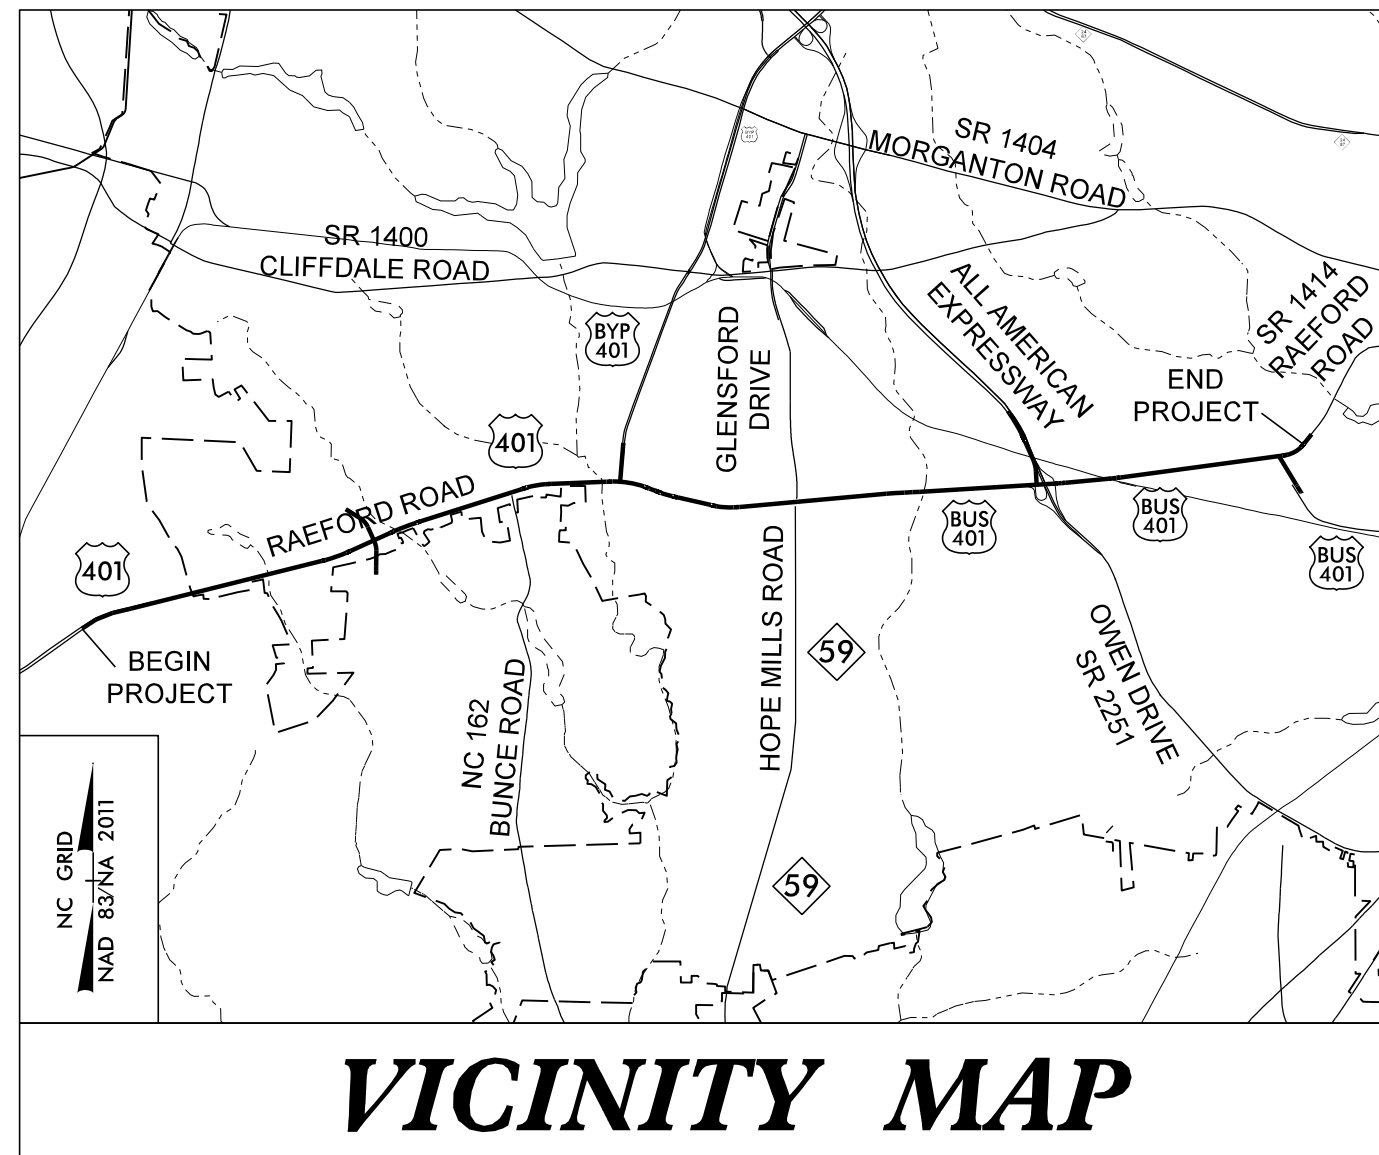 SR 1404
MORGANTON ROAD
BYP
401
SR 1400
CLIFFDALE ROAD
ALL AMERICAN
EXPRESSWAY
SR 1414
RAEFORD
ROAD
BYP
401
GLENSFORD
DRIVE
END
PROJECT
401
RAEFORD ROAD
BUS
401
BUS
401
BUS
401
401
BEGIN
PROJECT
HOPE MILLS ROAD
59
OWEN DRIVE
SR 2251
NC 162
BUNCE ROAD
59
NC GRID
NAD 83/NA 2011
VICINITY MAP